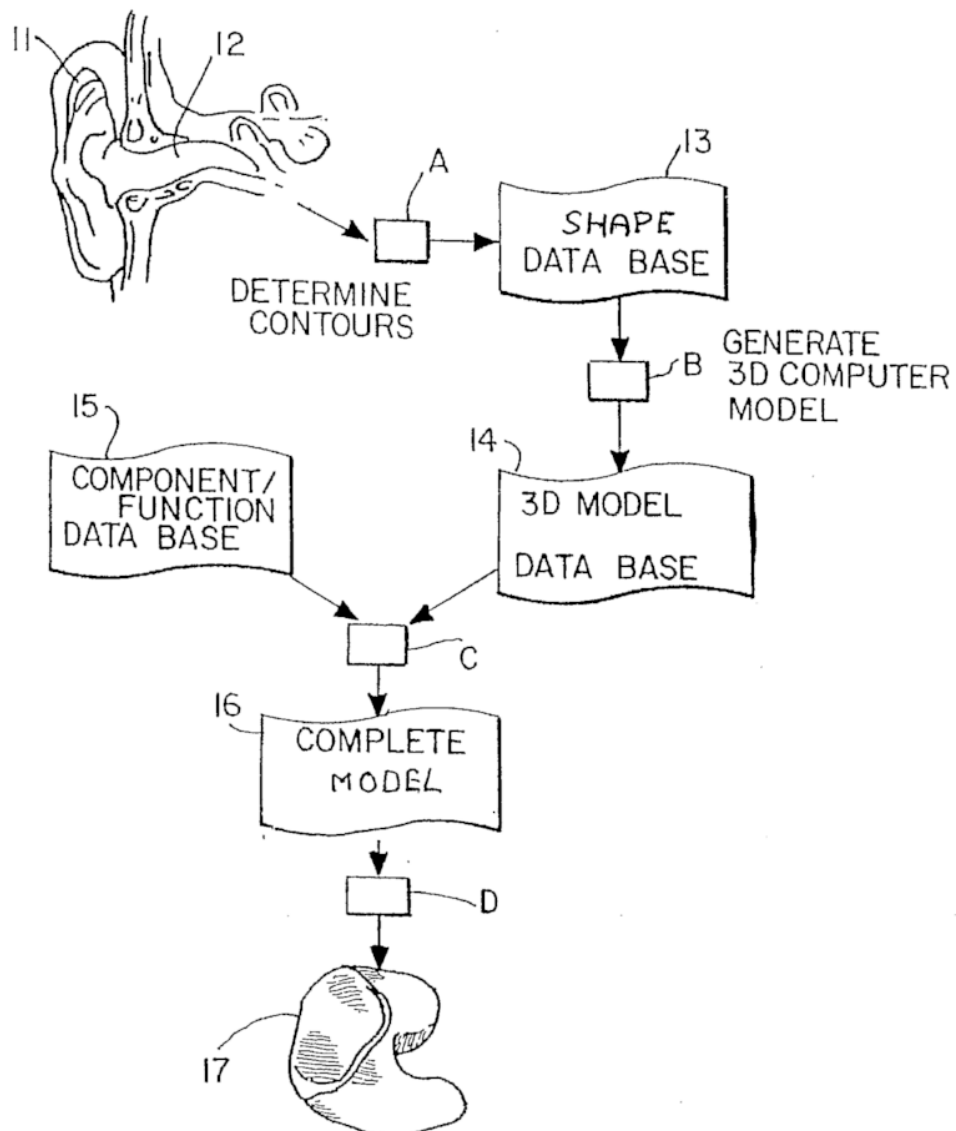 11
12
A
13
SHAPE
DATA BASE
DETERMINE
CONTOURS
B
GENERATE
3D COMPUTER
MODEL
15
COMPONENT/
FUNCTION
DATA BASE
14
3D MODEL
DATA BASE
C
16
COMPLETE
MODEL
D
17